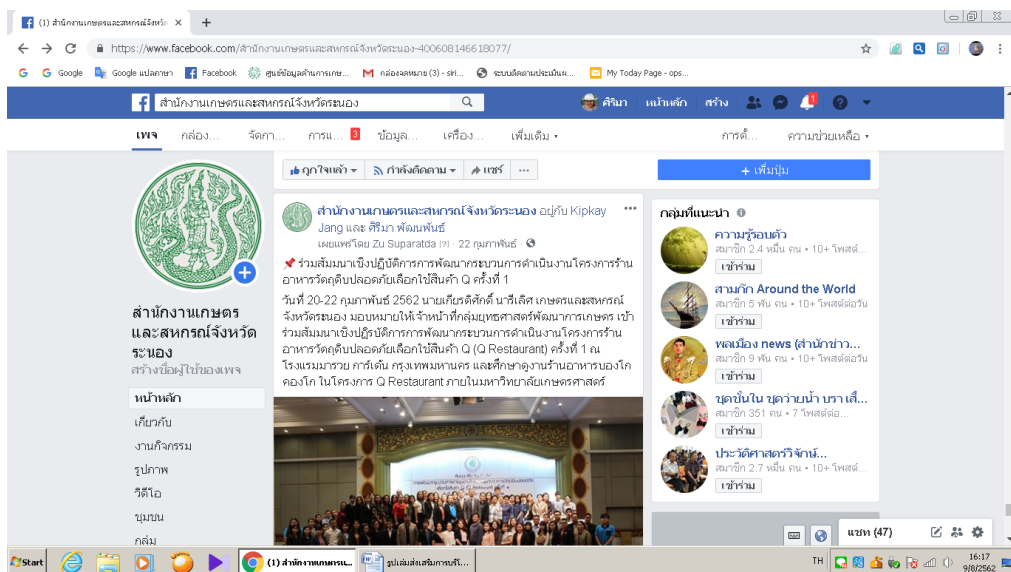 (1) สำนักงานเกษตรและสหกรณ์จังหวัด
https://www.facebook.com/สำนักงานเกษตรและสหกรณ์จังหวัดระนอง-400608146618077/
Google
Google แปลภาษา
Facebook
ศูนย์ข้อมูลด้านการเกษ...
กล่องจดหมาย (3) - siri...
ระบบติดตามประเมินผ...
My Today Page - ops...
สำนักงานเกษตรและสหกรณ์จังหวัดระนอง
ศิริมา
หน้าหลัก
สร้าง
1
เพจ
กล่อง...
จัดกา...
การแ... 3
ข้อมูล...
เครื่อง...
เพิ่มเติม
การตั้...
ความช่วยเหลือ
ถูกใจแล้ว
กำลังติดตาม
แชร์
+ เพิ่มปุ่ม
สำนักงานเกษตร
และสหกรณ์จังหวัด
ระนอง
สร้างชื่อผู้ใช้ของเพจ
หน้าหลัก
เกี่ยวกับ
งานกิจกรรม
รูปภาพ
วิดีโอ
ชุมชน
กลุ่ม
สำนักงานเกษตรและสหกรณ์จังหวัดระนอง อยู่กับ Kipkay
Jang และ ศิริมา พัฒนพันธ์
เผยแพร่โดย Zu Suparatda [?] · 22 กุมภาพันธ์ ·
📌 ร่วมสัมมนาเชิงปฏิบัติการการพัฒนากระบวนการดำเนินงานโครงการร้าน
อาหารวัตถุดิบปลอดภัยเลือกใช้สินค้า Q ครั้งที่ 1
วันที่ 20-22 กุมภาพันธ์ 2562 นายเกียรติศักดิ์ นารีเลิศ เกษตรและสหกรณ์
จังหวัดระนอง มอบหมายให้เจ้าหน้าที่กลุ่มยุทธศาสตร์พัฒนาการเกษตร เข้า
ร่วมสัมมนาเชิงปฏิรบัติการการพัฒนากระบวนการดำเนินงานโครงการร้าน
อาหารวัตถุดิบปลอดภัยเลือกใช้สินค้า Q (Q Restaurant) ครั้งที่ 1 ณ
โรงแรมมารวย การ์เด้น กรุงเทพมหานคร และศึกษาดูงานร้านอาหารบองโก
คองโก ในโครงการ Q Restaurant ภายในมหาวิทยาลัยเกษตรศาสตร์
กลุ่มที่แนะนำ
ความรู้รอบตัว
สมาชิก 2.4 หมื่น คน • 10+ โพสต์...
เข้าร่วม
สามก๊ก Around the World
สมาชิก 5 พัน คน • 10+ โพสต์ต่อวัน
เข้าร่วม
พลเมือง news (สำนักข่าว...
สมาชิก 9 พัน คน • 10+ โพสต์ต่อวัน
เข้าร่วม
ชุดชั้นใน ชุดว่ายน้ำ บรา เสื้...
สมาชิก 351 คน • 7 โพสต์ต่อ...
เข้าร่วม
ประวัติศาสตร์วิจักษ์...
สมาชิก 2.7 หมื่น คน • 10+ โพสต์...
เข้าร่วม
แชท (47)
Start
(1) สำนักงานเกษตรแ...
รูปเล่มส่งเสริมการบริ...
TH
16:17
9/8/2562